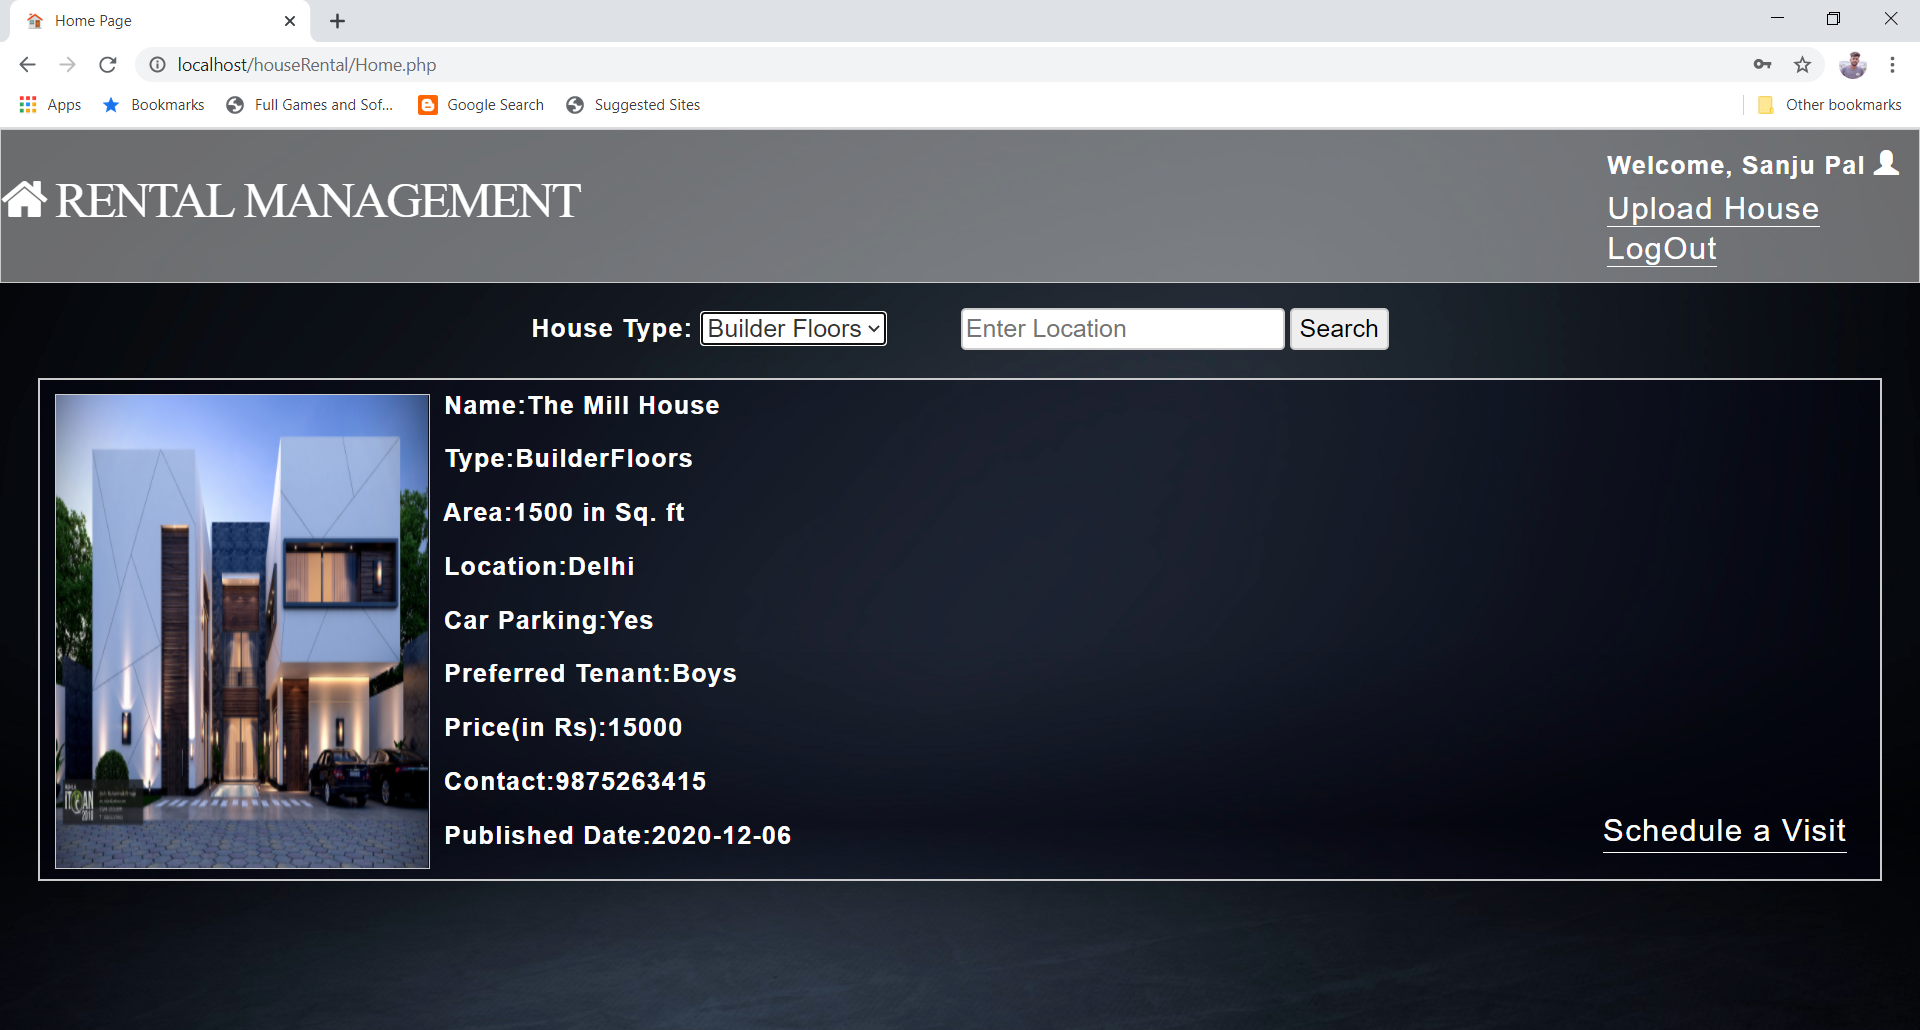 Home Page
localhost/houseRental/Home.php
Apps Bookmarks Full Games and Sof... Google Search Suggested Sites Other bookmarks
RENTAL MANAGEMENT
Welcome, Sanju Pal
Upload House
LogOut
House Type: Builder Floors Enter Location Search
Name:The Mill House
Type:BuilderFloors
Area:1500 in Sq. ft
Location:Delhi
Car Parking:Yes
Preferred Tenant:Boys
Price(in Rs):15000
Contact:9875263415
Published Date:2020-12-06
Schedule a Visit